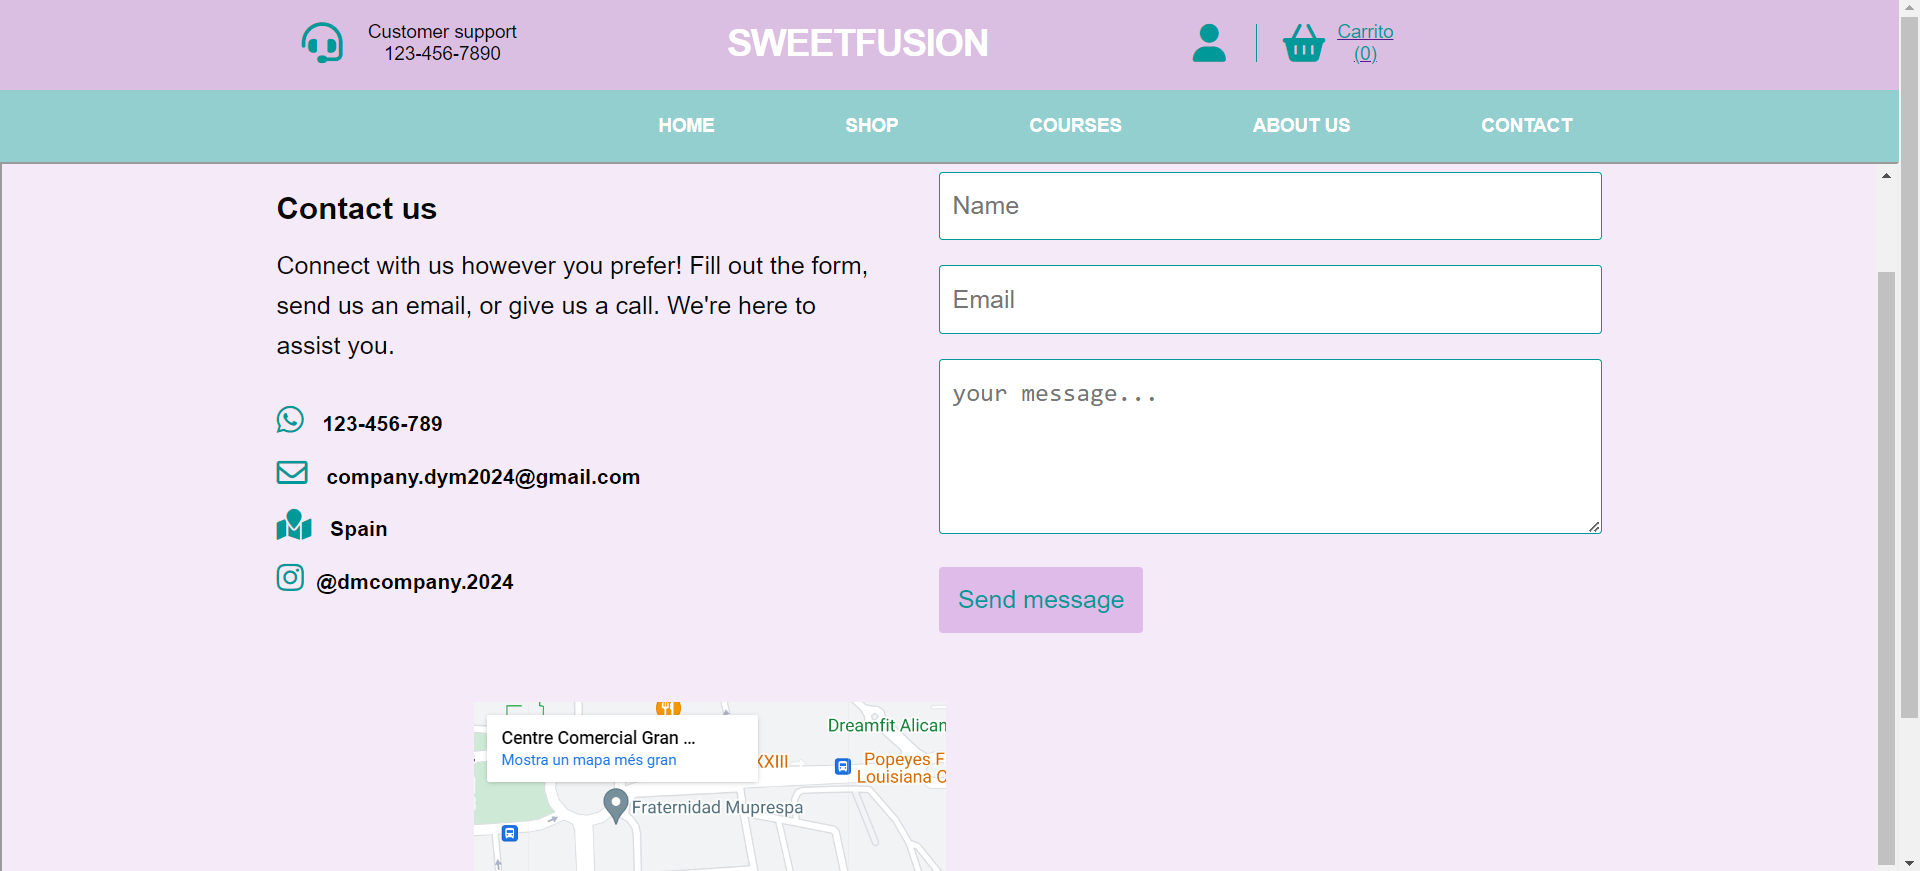 Customer support
123-456-7890
SWEETFUSION
Carrito
(0)
HOME
SHOP
COURSES
ABOUT US
CONTACT
Contact us
Connect with us however you prefer! Fill out the form,
send us an email, or give us a call. We're here to
assist you.
123-456-789
company.dym2024@gmail.com
Spain
@dmcompany.2024
Name
Email
your message...
Send message
Centre Comercial Gran ...
Mostra un mapa més gran
XXIII
Dreamfit Alican
Popeyes F
Louisiana C
Fraternidad Muprespa